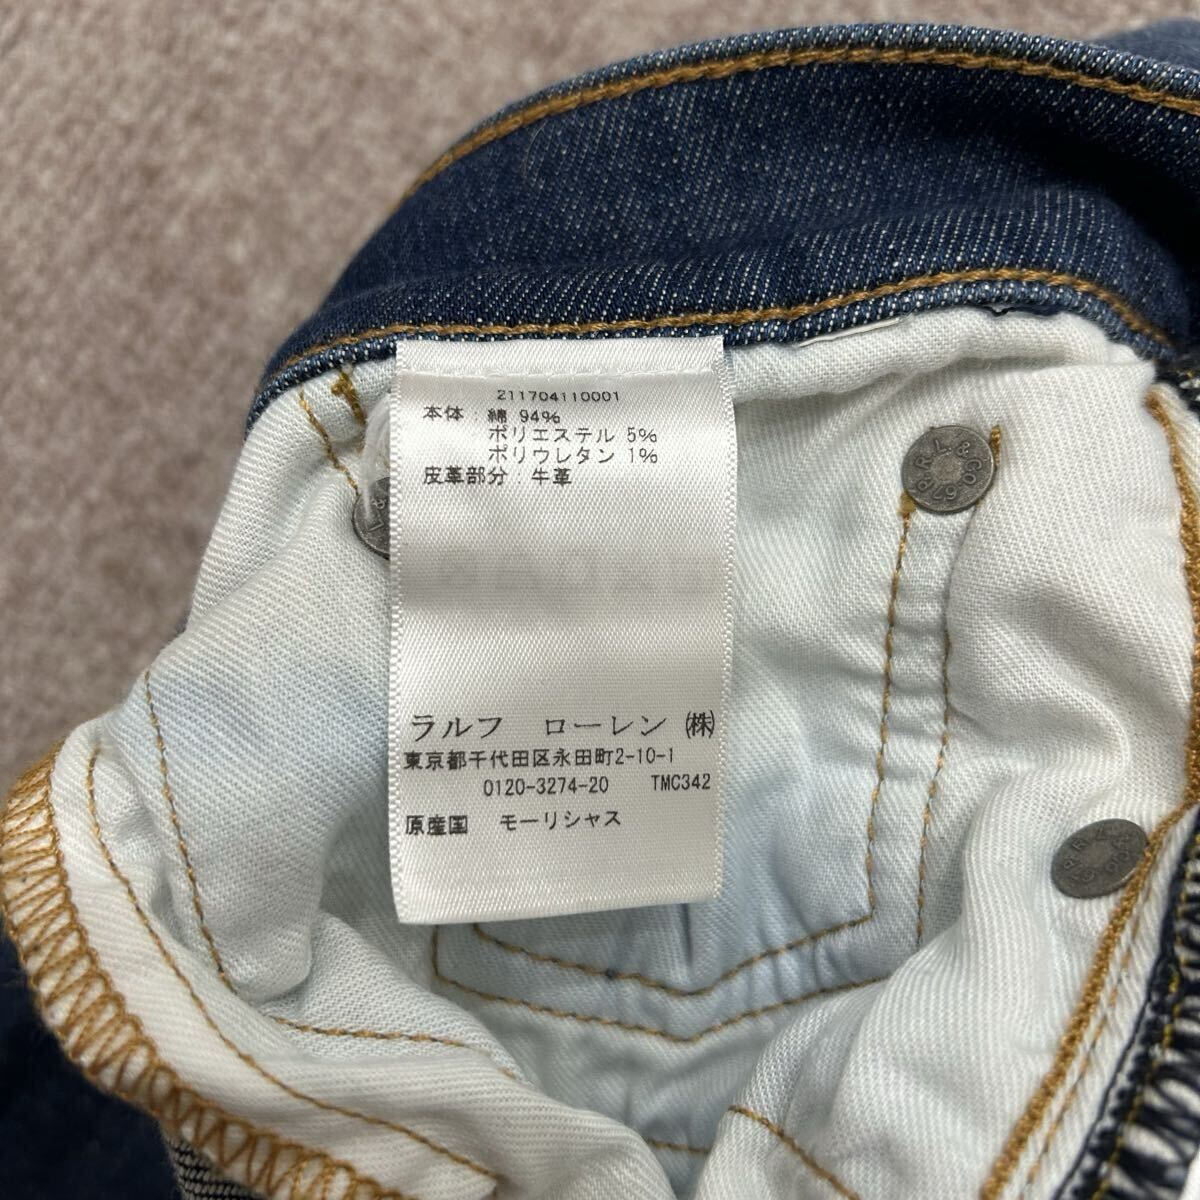 211704110001
本体：綿 94%
ポリエステル 5%
ポリウレタン 1%
皮革部分：牛革
ラルフ ローレン ㈱
東京都千代田区永田町2-10-1
0120-3274-20 TMC342
原産国 モーリシャス
P.R.L.&Co 67